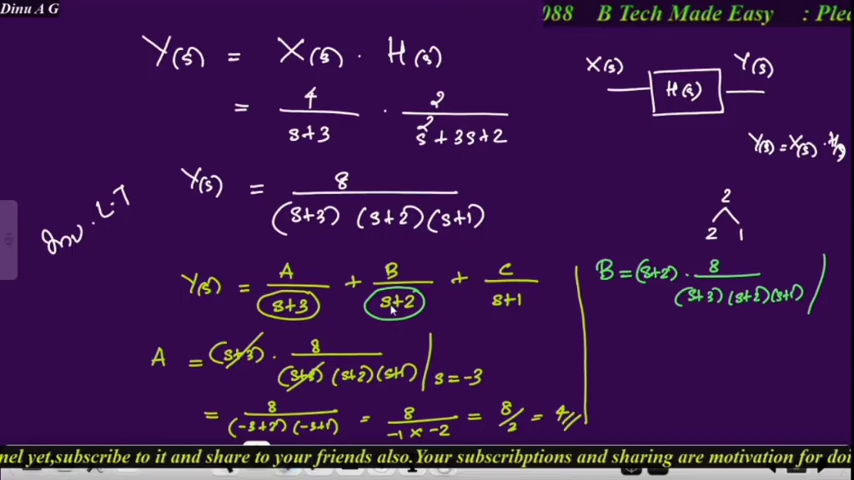 Dinu A G
088 B Tech Made Easy : Plea
Y(s) = X(s) · H(s)
= 4/(s+3) · 2/(s²+3s+2)
X(s) H(s) Y(s)
Y(s) = X(s) · H(s)
Inv. L.T
Y(s) = 8/((s+3) (s+2) (s+1))
2
2 1
Y(s) = A/(s+3) + B/(s+2) + C/(s+1)
A = (s+3) · 8/((s+3) (s+2) (s+1)) | s=-3
= 8/((-3+2) (-3+1)) = 8/(-1 x -2) = 8/2 = 4//
B = (s+2) · 8/((s+3) (s+2) (s+1)) |
nel yet,subscribe to it and share to your friends also.Your subscribptions and sharing are motivation for doi